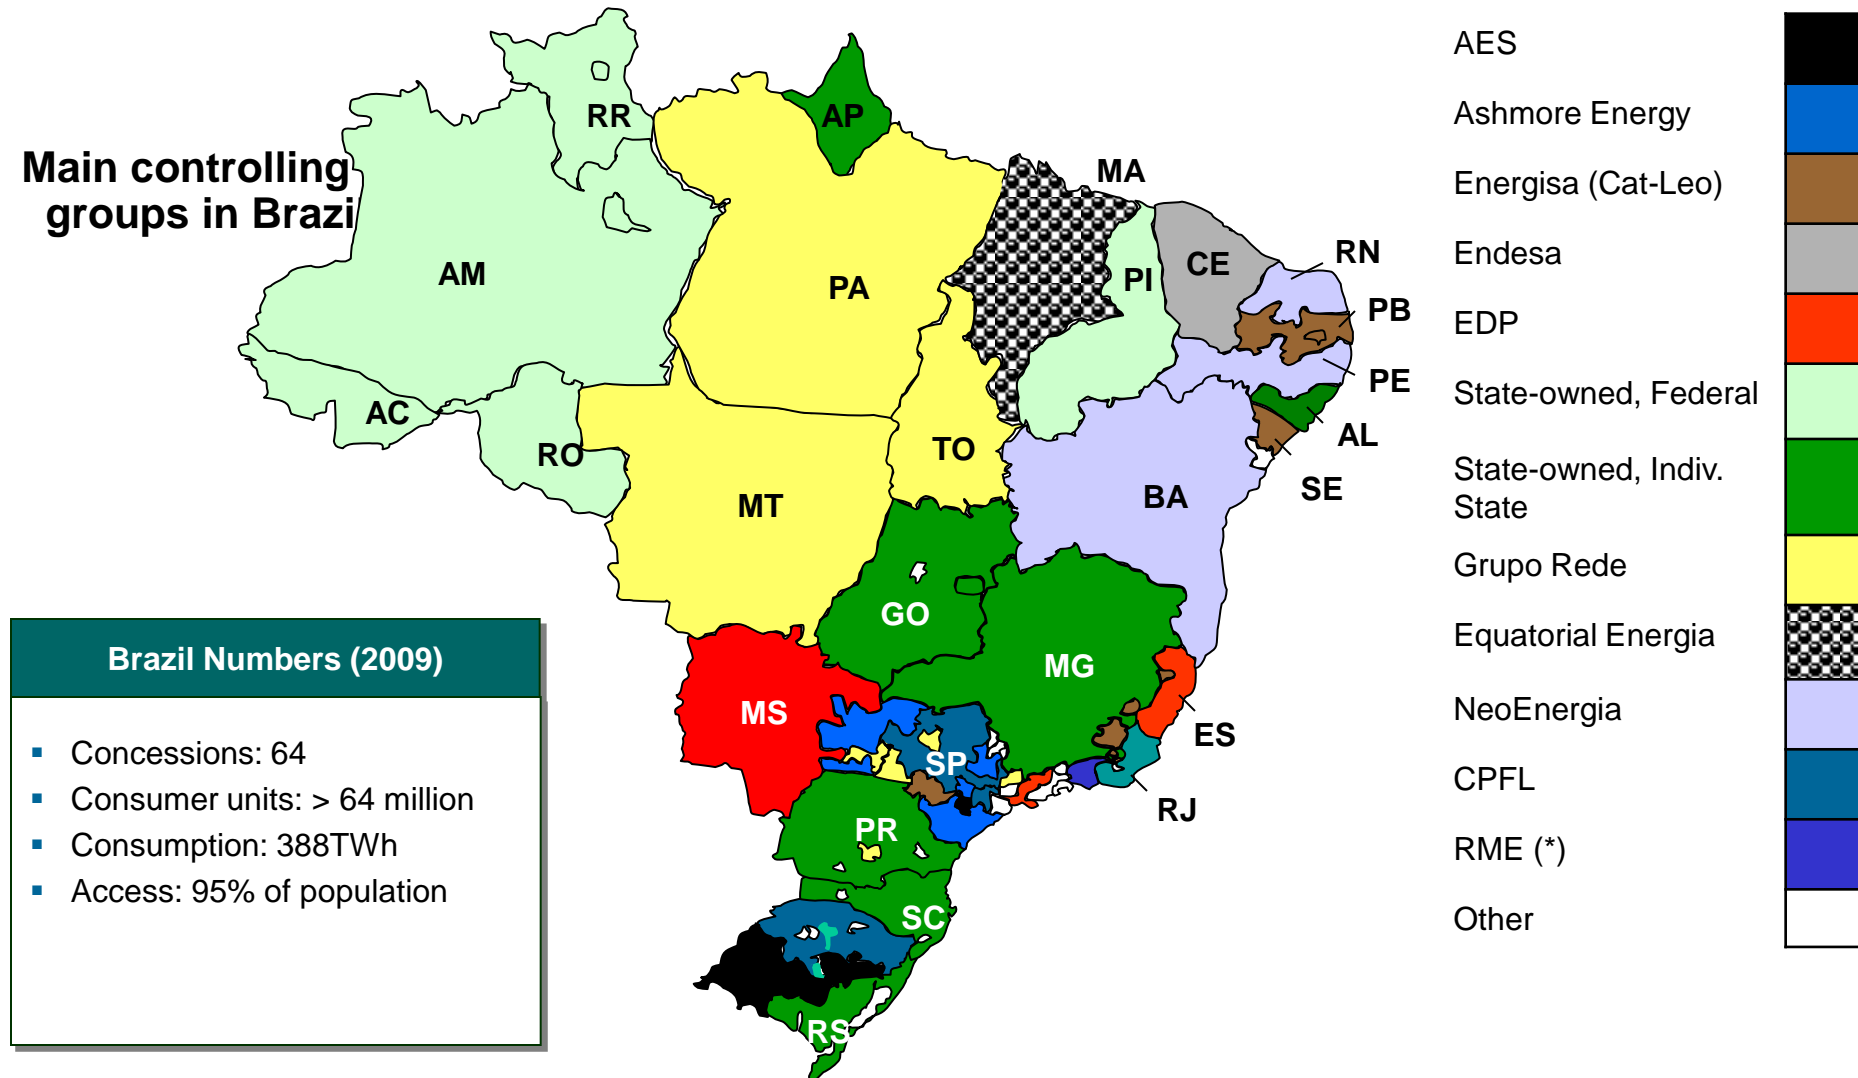 Main controlling
groups in Brazi
RR
AP
AM
PA
MA
PI
CE
RN
PB
PE
AL
SE
AC
RO
TO
MT
BA
GO
MG
MS
ES
SP
RJ
PR
SC
RS
Brazil Numbers (2009)
▪ Concessions: 64
▪ Consumer units: > 64 million
▪ Consumption: 388TWh
▪ Access: 95% of population
AES
Ashmore Energy
Energisa (Cat-Leo)
Endesa
EDP
State-owned, Federal
State-owned, Indiv.
State
Grupo Rede
Equatorial Energia
NeoEnergia
CPFL
RME (*)
Other